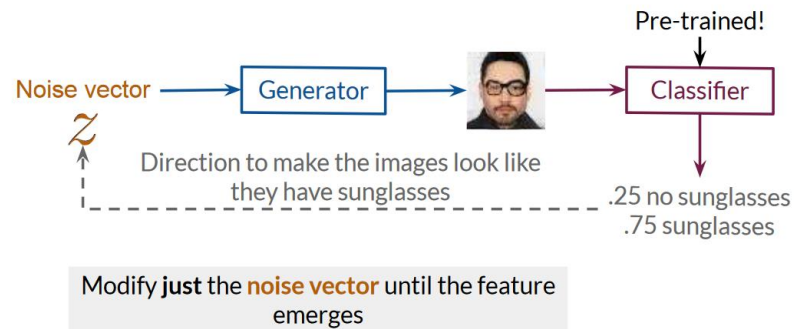 Pre-trained!
Noise vector
z
Generator
Classifier
Direction to make the images look like
they have sunglasses
.25 no sunglasses
.75 sunglasses
Modify just the noise vector until the feature
emerges